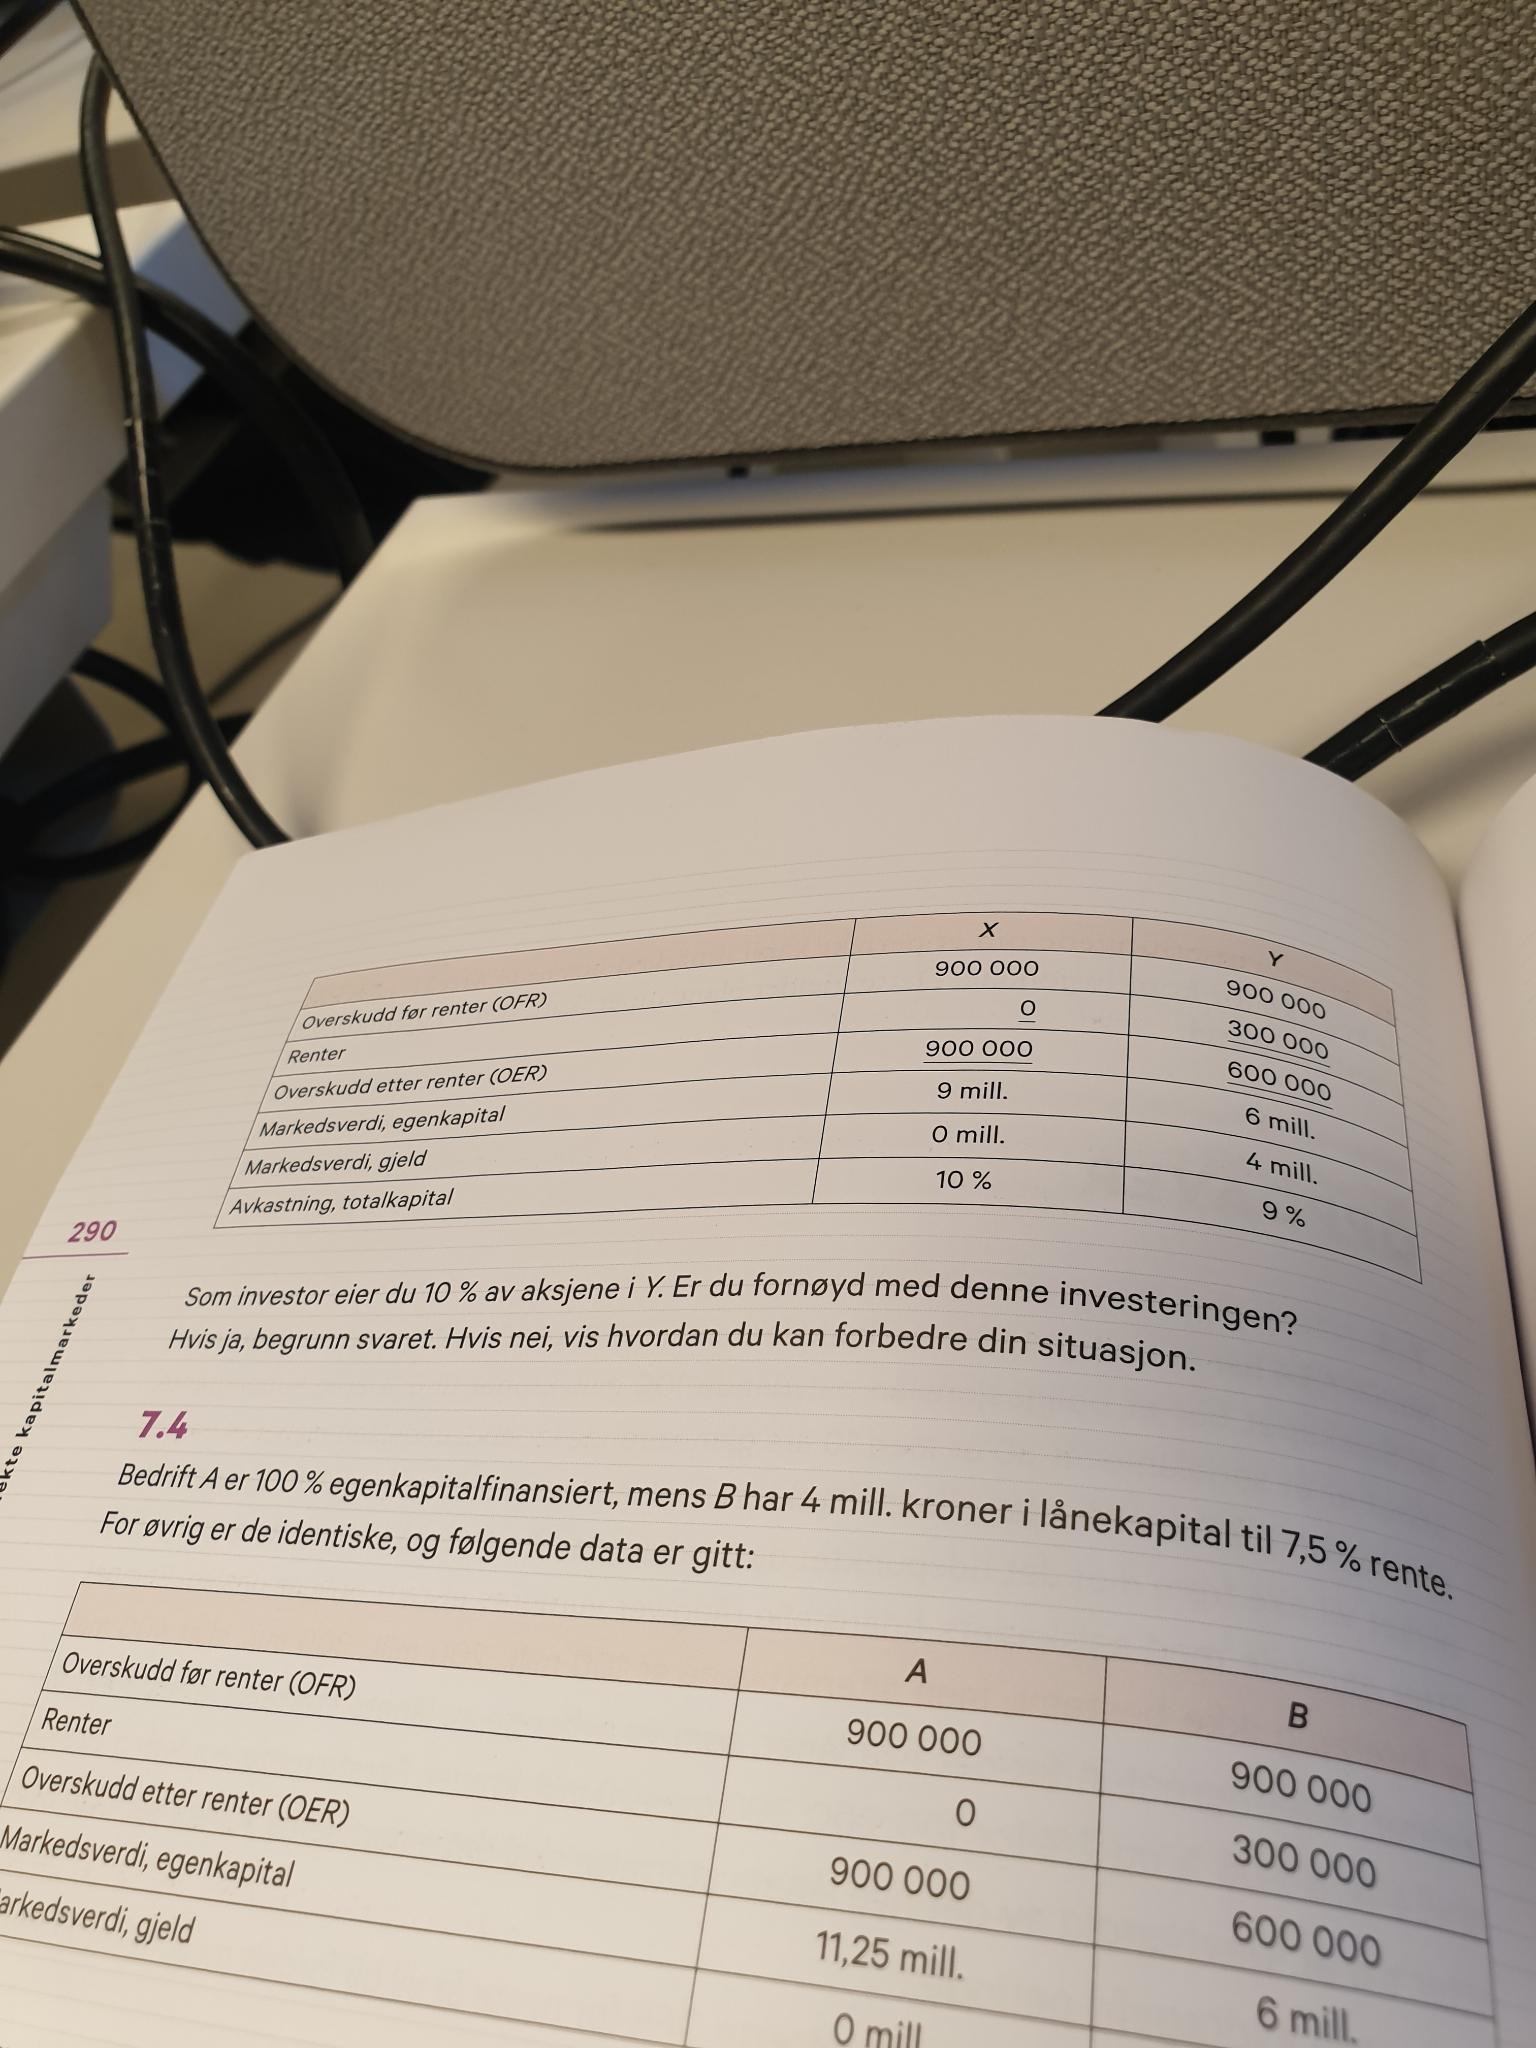 X Y
Overskudd før renter (OFR) 900 000 900 000
Renter 0 300 000
Overskudd etter renter (OER) 900 000 600 000
Markedsverdi, egenkapital 9 mill. 6 mill.
Markedsverdi, gjeld 0 mill. 4 mill.
Avkastning, totalkapital 10 % 9 %
290
kapitalmarkeder
Som investor eier du 10 % av aksjene i Y. Er du fornøyd med denne investeringen?
Hvis ja, begrunn svaret. Hvis nei, vis hvordan du kan forbedre din situasjon.
7.4
Bedrift A er 100 % egenkapitalfinansiert, mens B har 4 mill. kroner i lånekapital til 7,5 % rente.
For øvrig er de identiske, og følgende data er gitt:
A B
Overskudd før renter (OFR) 900 000 900 000
Renter 0 300 000
Overskudd etter renter (OER) 900 000 600 000
Markedsverdi, egenkapital 11,25 mill. 6 mill.
arkedsverdi, gjeld 0 mill